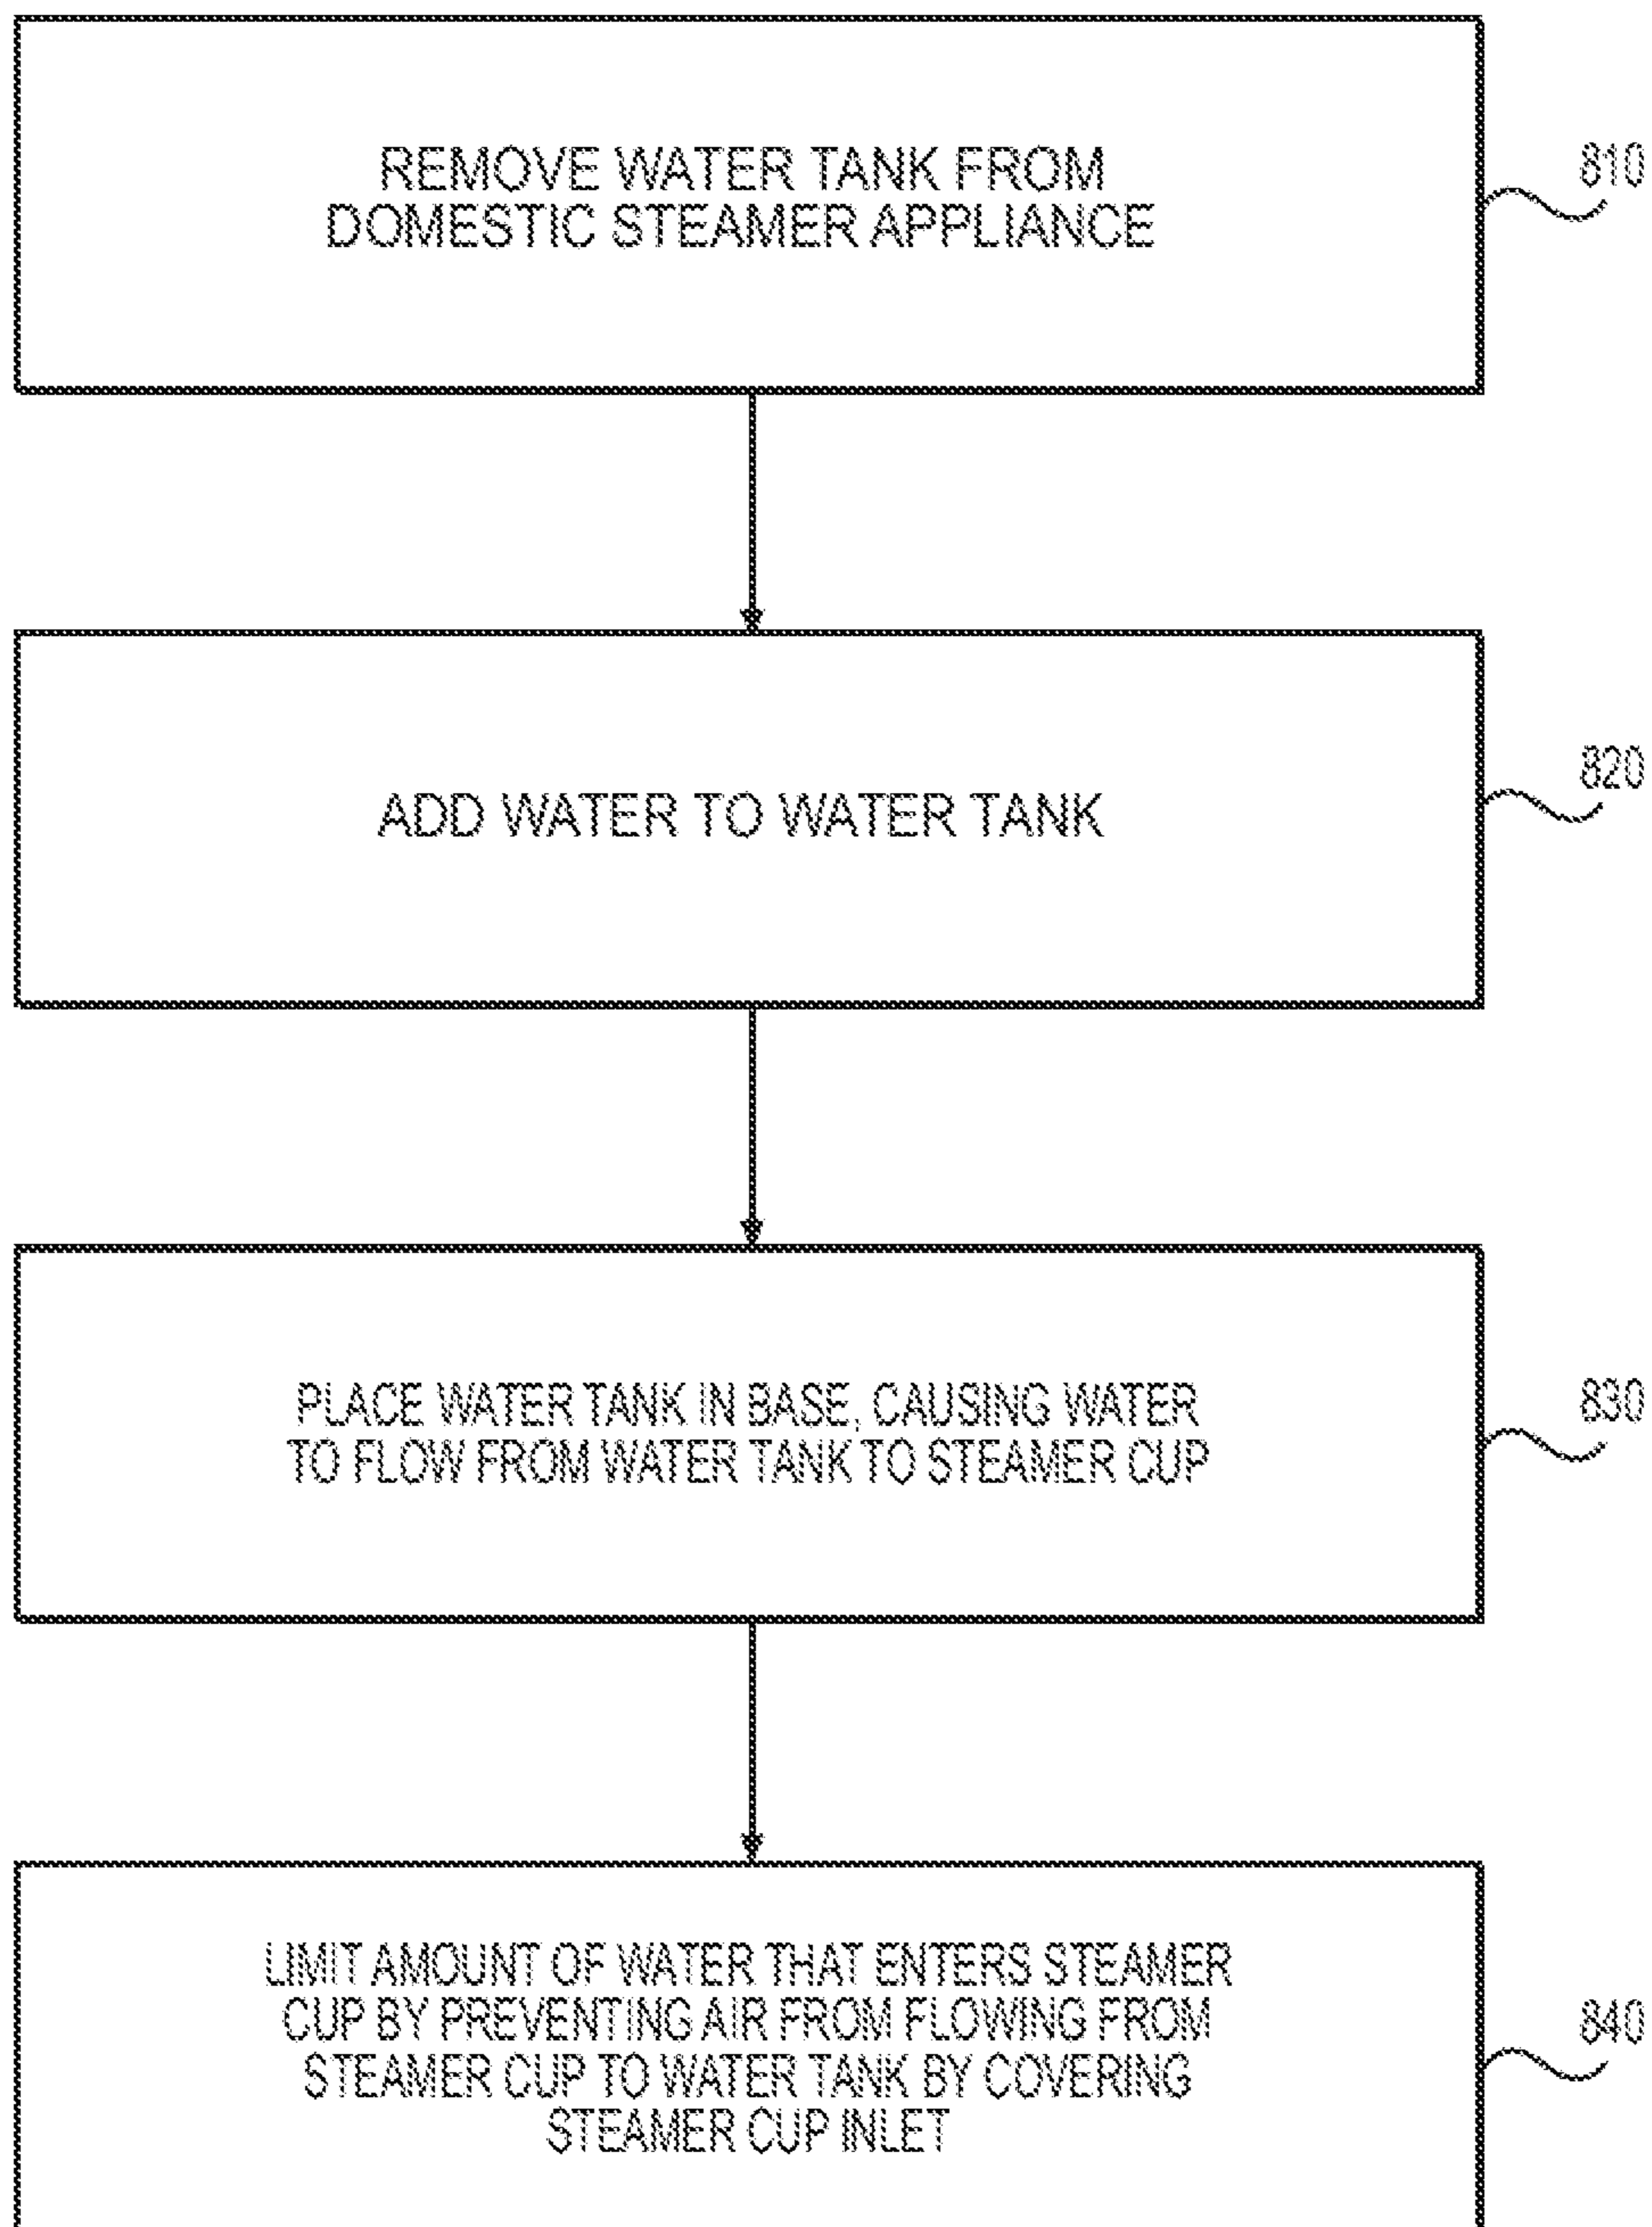 REMOVE WATER TANK FROM
DOMESTIC STEAMER APPLIANCE
810
ADD WATER TO WATER TANK
820
PLACE WATER TANK IN BASE, CAUSING WATER
TO FLOW FROM WATER TANK TO STEAMER CUP
830
LIMIT AMOUNT OF WATER THAT ENTERS STEAMER
CUP BY PREVENTING AIR FROM FLOWING FROM
STEAMER CUP TO WATER TANK BY COVERING
STEAMER CUP INLET
840